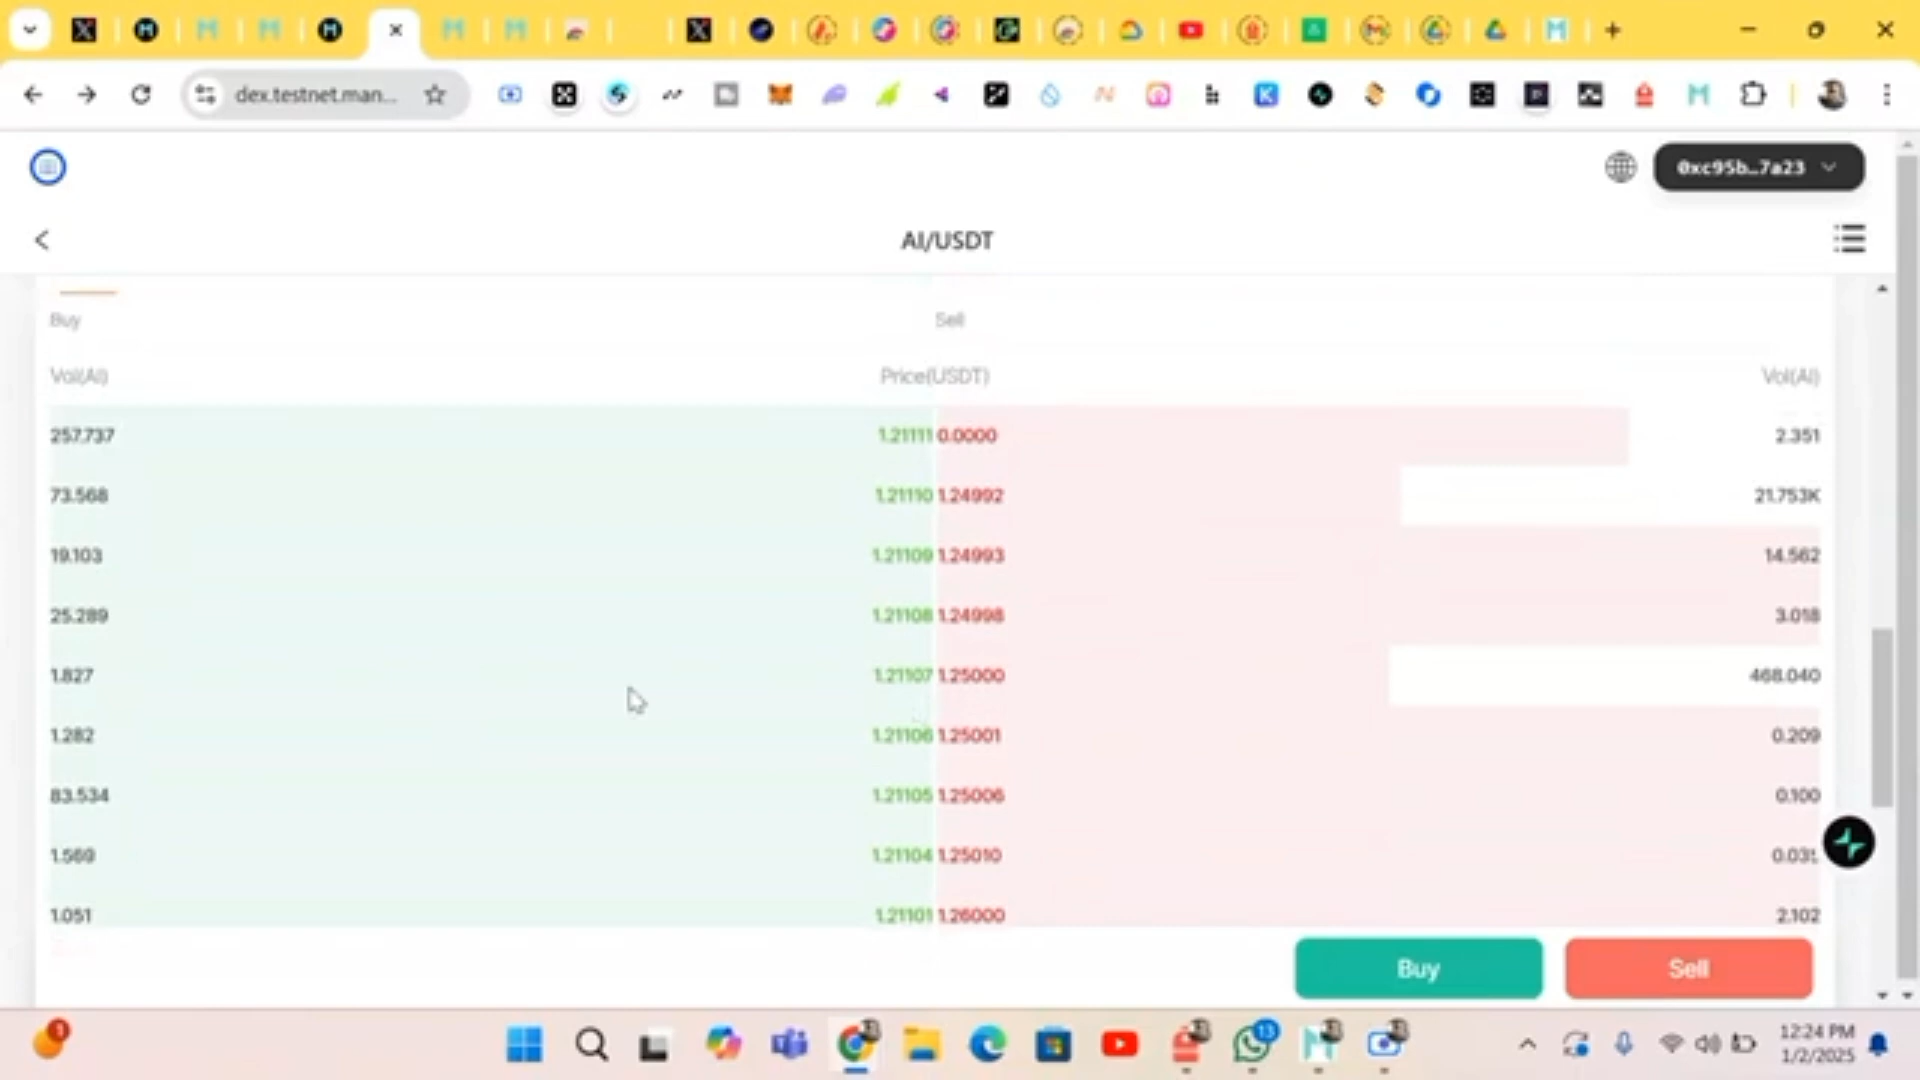 dex.testnet.man...
0xc95b...7a23
AI/USDT
Buy Sell
Vol(AI) Price(USDT) Vol(AI)
257.737 1.21111 0.0000 2.351
73.568 1.21110 1.24992 21.753K
19.103 1.21109 1.24993 14.562
25.289 1.21108 1.24998 3.018
1.827 1.21107 1.25000 468.040
1.282 1.21106 1.25001 0.209
83.534 1.21105 1.25006 0.100
1.569 1.21104 1.25010
1.051 1.21101 1.26000 2.102
Buy Sell
1
13
12:24 PM
1/2/2025